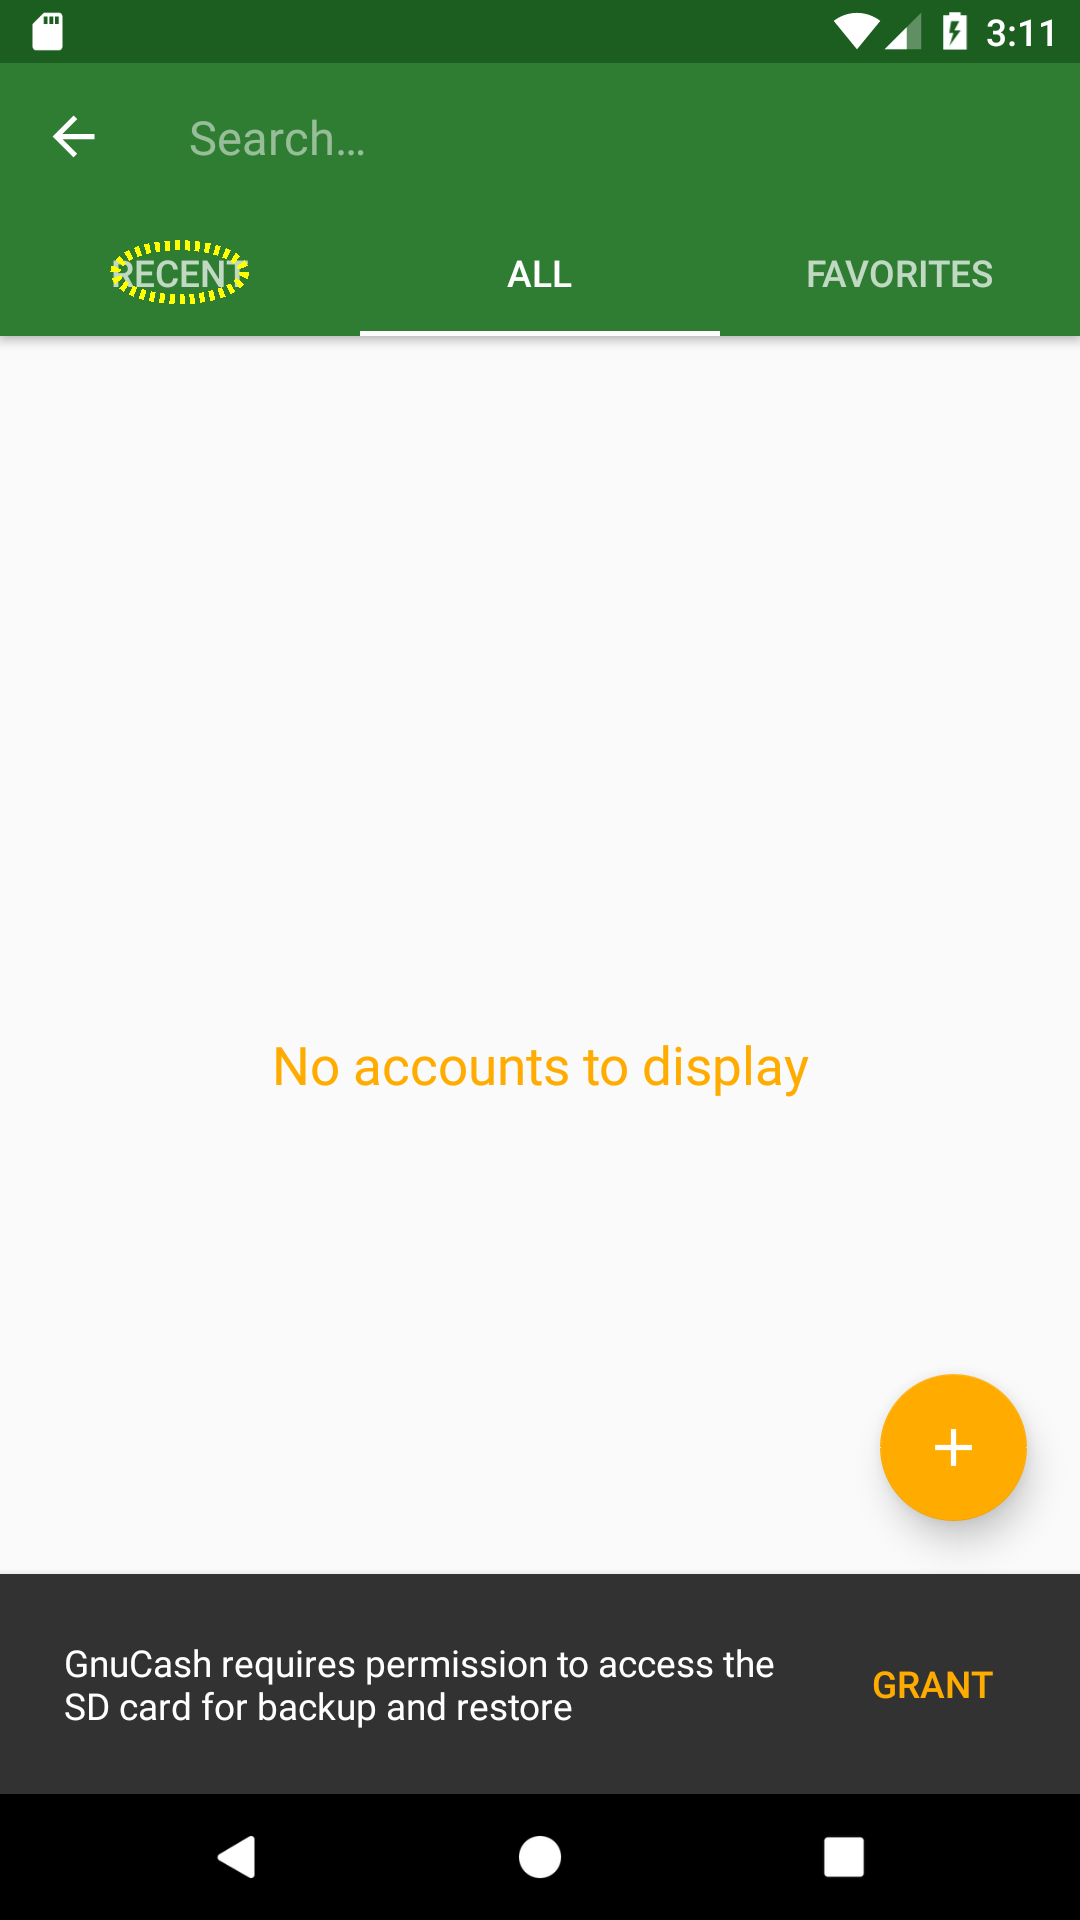 3:11
Search...
RECENT
ALL
FAVORITES
No accounts to display
GnuCash requires permission to access the
SD card for backup and restore
GRANT